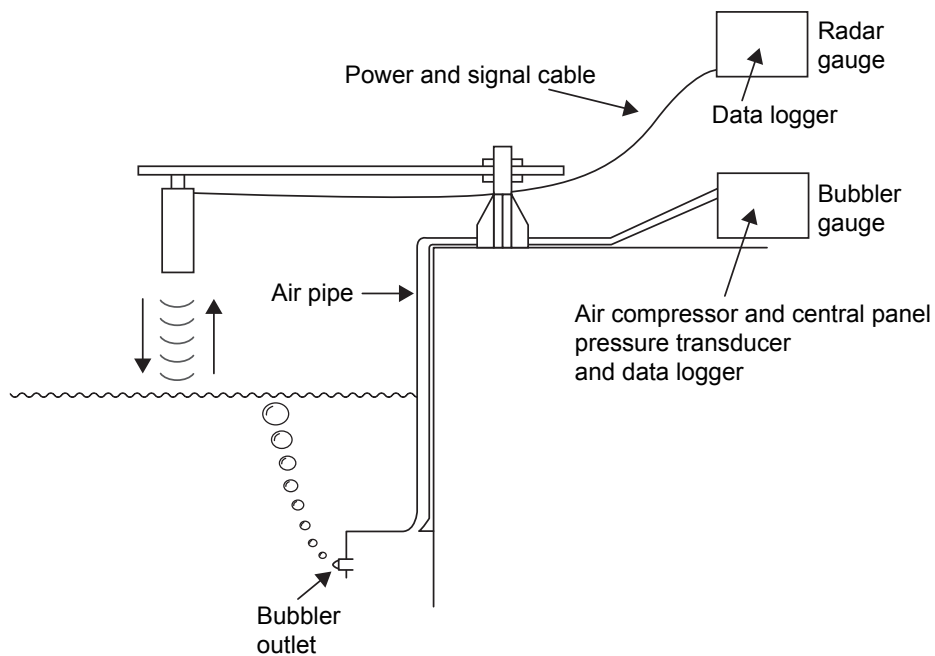 Radar
gauge
Power and signal cable
Data logger
Bubbler
gauge
Air pipe
Air compressor and central panel
pressure transducer
and data logger
Bubbler
outlet